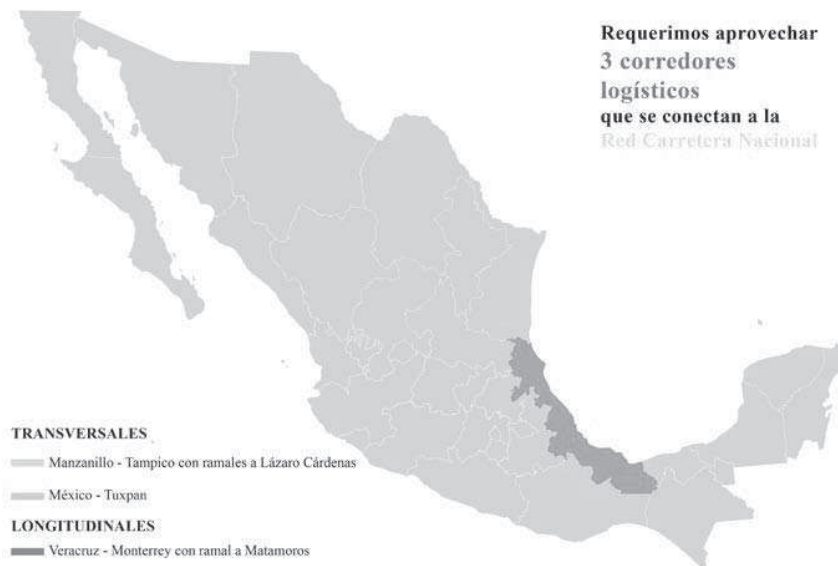 Requerimos aprovechar
3 corredores
logísticos
que se conectan a la
Red Carretera Nacional
TRANSVERSALES
Manzanillo - Tampico con ramales a Lázaro Cárdenas
México - Tuxpan
LONGITUDINALES
Veracruz - Monterrey con ramal a Matamoros